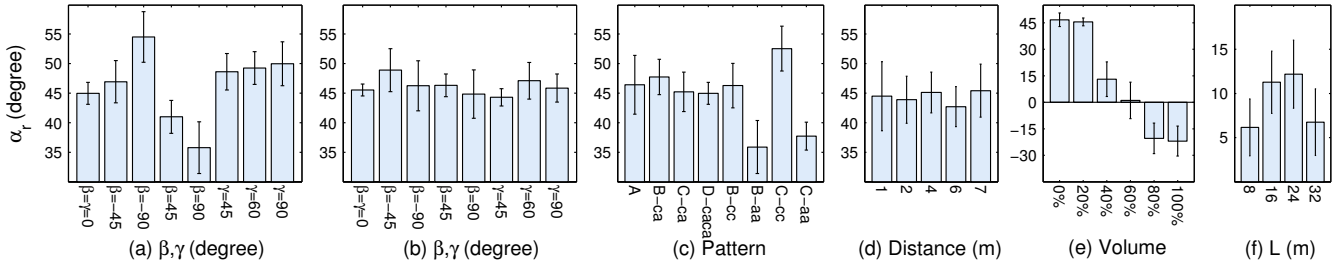 α_r (degree)
55
50
45
40
35
β=γ=0
β=−45
β=−90
β=45
β=90
γ=45
γ=60
γ=90
(a) β,γ (degree)
55
50
45
40
35
β=γ=0
β=−45
β=−90
β=45
β=90
γ=45
γ=60
γ=90
(b) β,γ (degree)
55
50
45
40
35
A
B−ca
C−ca
D−caca
B−cc
B−aa
C−cc
C−aa
(c) Pattern
55
50
45
40
35
1
2
4
6
7
(d) Distance (m)
45
30
15
0
−15
−30
0%
20%
40%
60%
80%
100%
(e) Volume
15
10
5
8
16
24
32
(f) L (m)